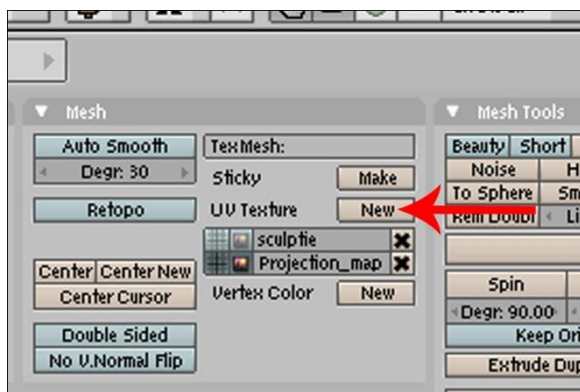 Mesh
Mesh Tools
Auto Smooth
TexMesh:
Beauty Short
Degr: 30
Sticky
Make
Noise
To Sphere
Retopo
UV Texture
New
sculptie
Projection_map
Center
Center New
Center Cursor
Vertex Color
New
Spin
Degr: 90.00
Double Sided
No V.Normal Flip
Extrude